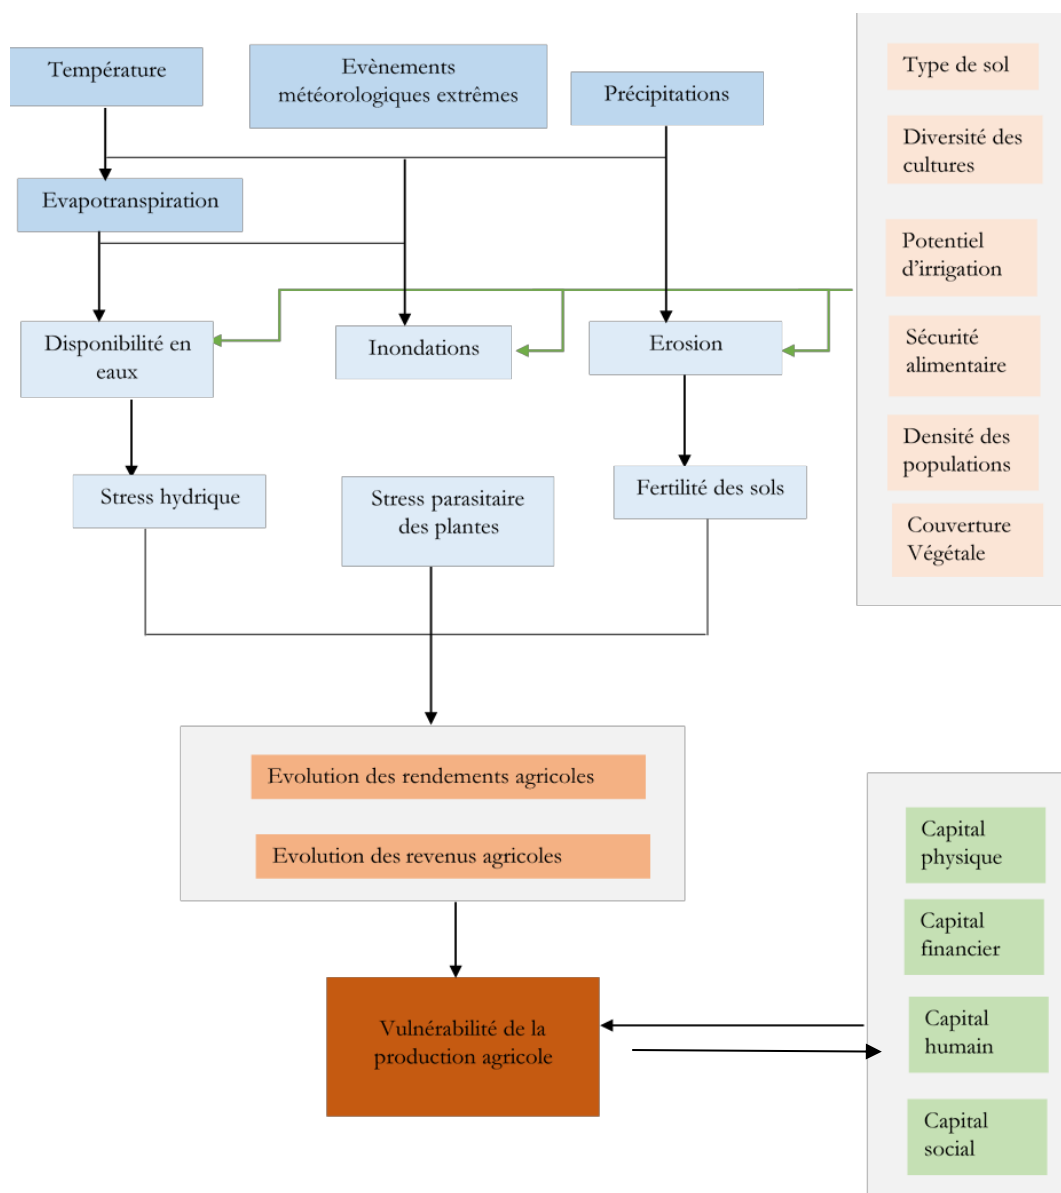 Température
Evènements
météorologiques extrêmes
Précipitations
Evapotranspiration
Disponibilité en
eaux
Inondations
Erosion
Stress hydrique
Stress parasitaire
des plantes
Fertilité des sols
Type de sol
Diversité des
cultures
Potentiel
d'irrigation
Sécurité
alimentaire
Densité des
populations
Couverture
Végétale
Evolution des rendements agricoles
Evolution des revenus agricoles
Vulnérabilité de la
production agricole
Capital
physique
Capital
financier
Capital
humain
Capital
social